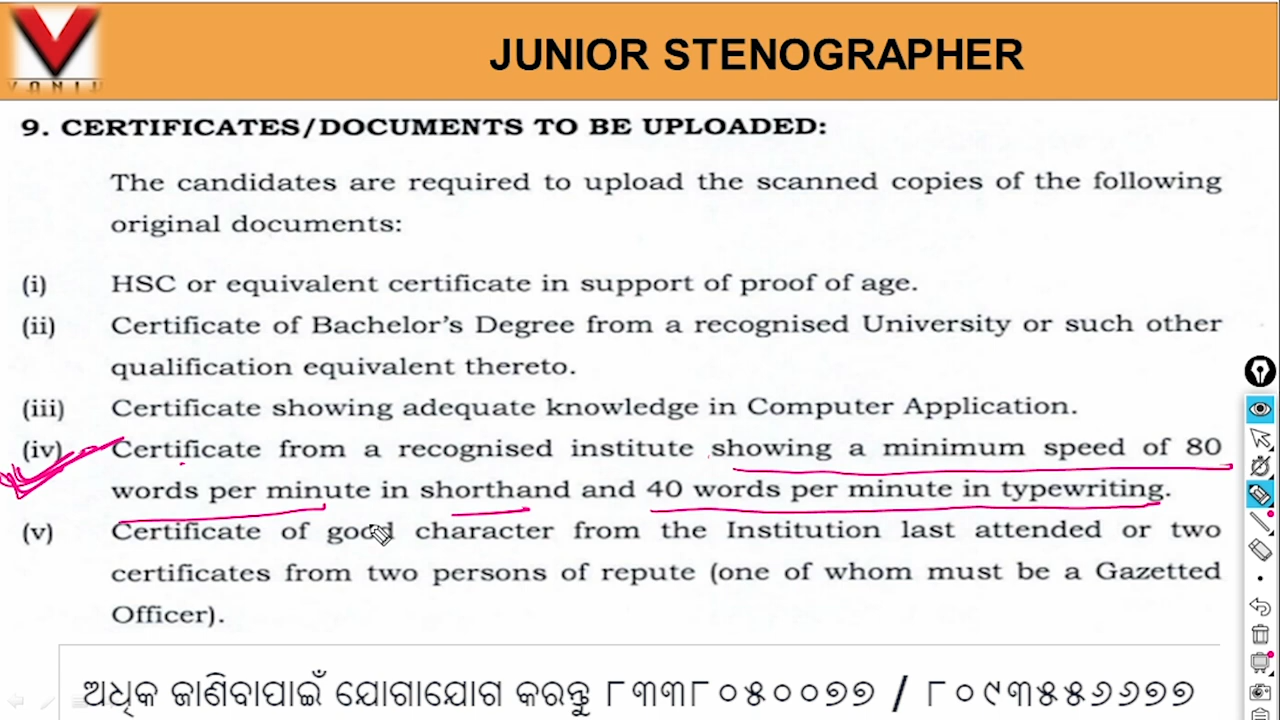 VANIJ
JUNIOR STENOGRAPHER
9. CERTIFICATES/DOCUMENTS TO BE UPLOADED:
The candidates are required to upload the scanned copies of the following
original documents:
(i) HSC or equivalent certificate in support of proof of age.
(ii) Certificate of Bachelor's Degree from a recognised University or such other
qualification equivalent thereto.
(iii) Certificate showing adequate knowledge in Computer Application.
(iv) Certificate from a recognised institute showing a minimum speed of 80
words per minute in shorthand and 40 words per minute in typewriting.
(v) Certificate of good character from the Institution last attended or two
certificates from two persons of repute (one of whom must be a Gazetted
Officer).
ଅଧିକ ଜାଣିବାପାଇଁ ଯୋଗାଯୋଗ କରନ୍ତୁ ୮୩୩୮୦୫୦୦୭୭ / ୮୦୯୩୫୫୬୬୭୭